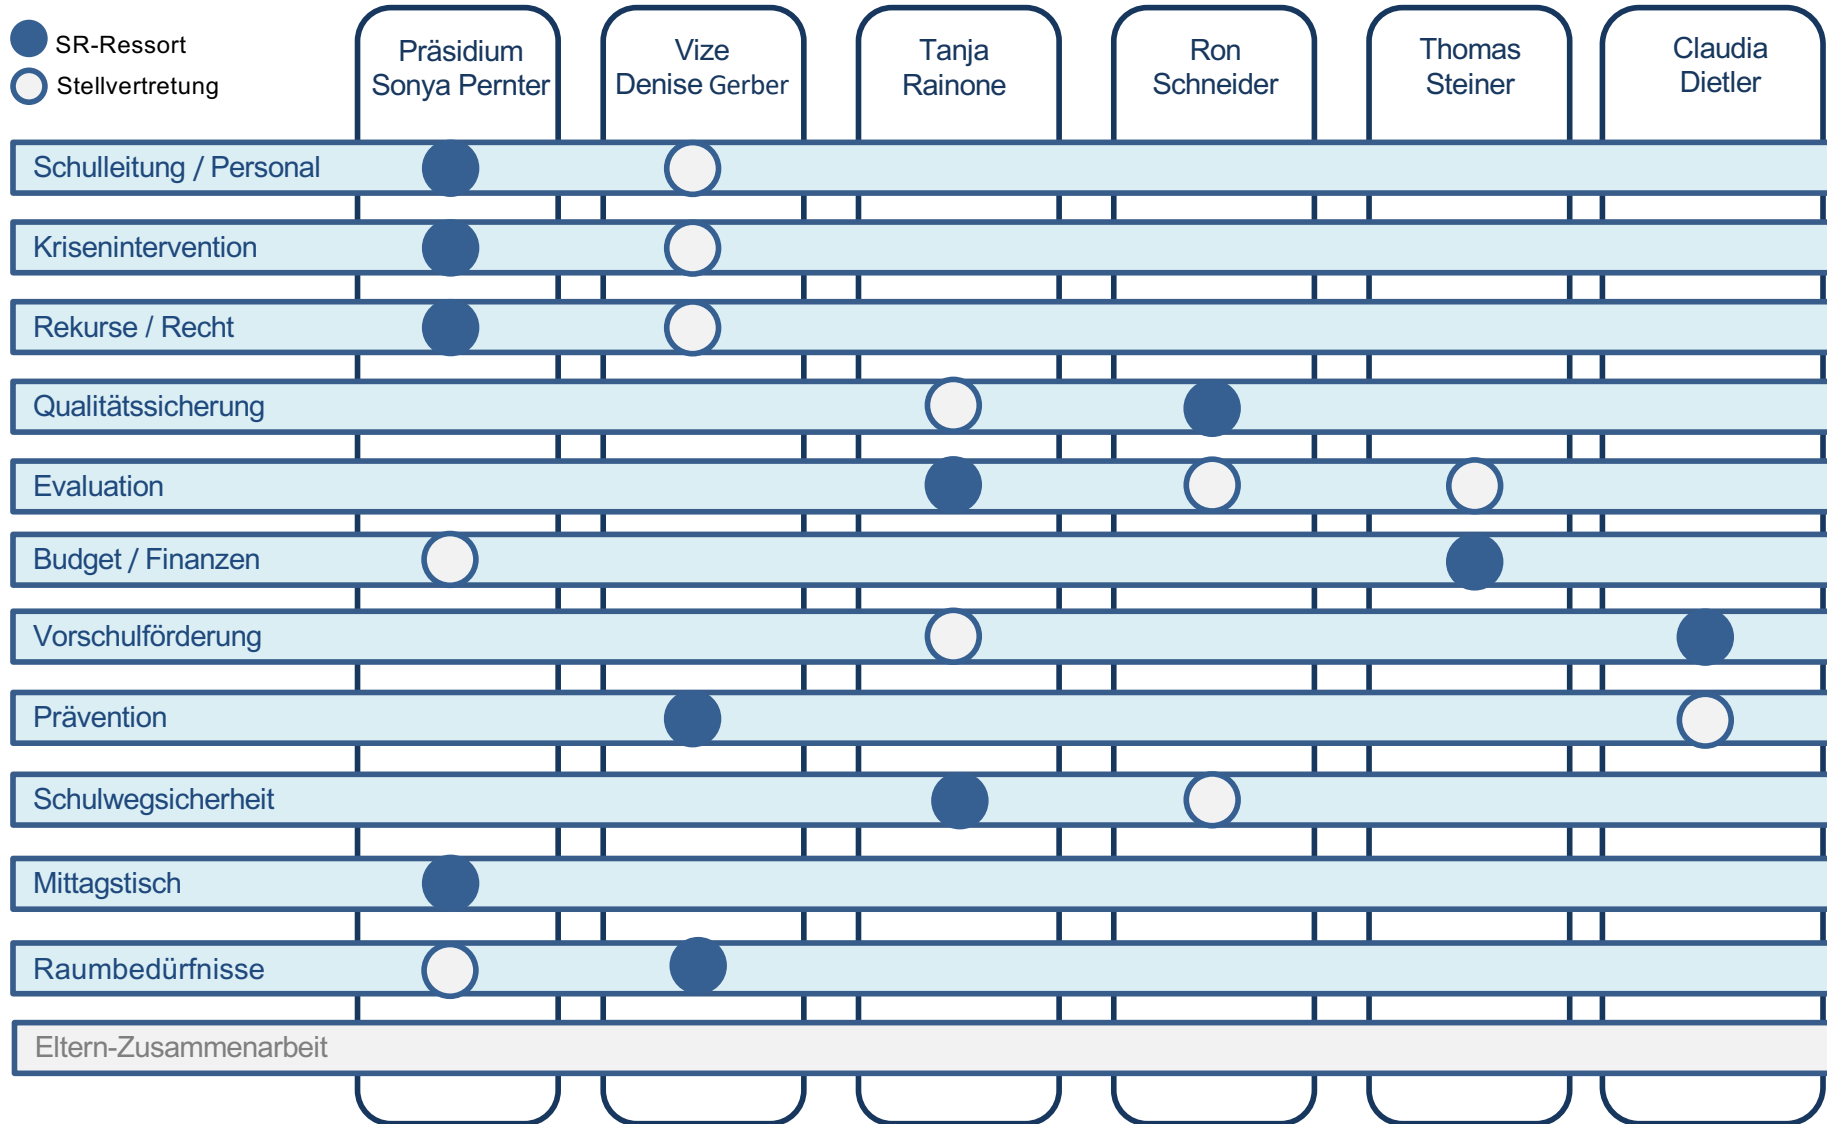 SR-Ressort
Stellvertretung
Präsidium
Sonya Pernter
Vize
Denise Gerber
Tanja
Rainone
Ron
Schneider
Thomas
Steiner
Claudia
Dietler
Schulleitung / Personal
Krisenintervention
Rekurse / Recht
Qualitätssicherung
Evaluation
Budget / Finanzen
Vorschulförderung
Prävention
Schulwegsicherheit
Mittagstisch
Raumbedürfnisse
Eltern-Zusammenarbeit